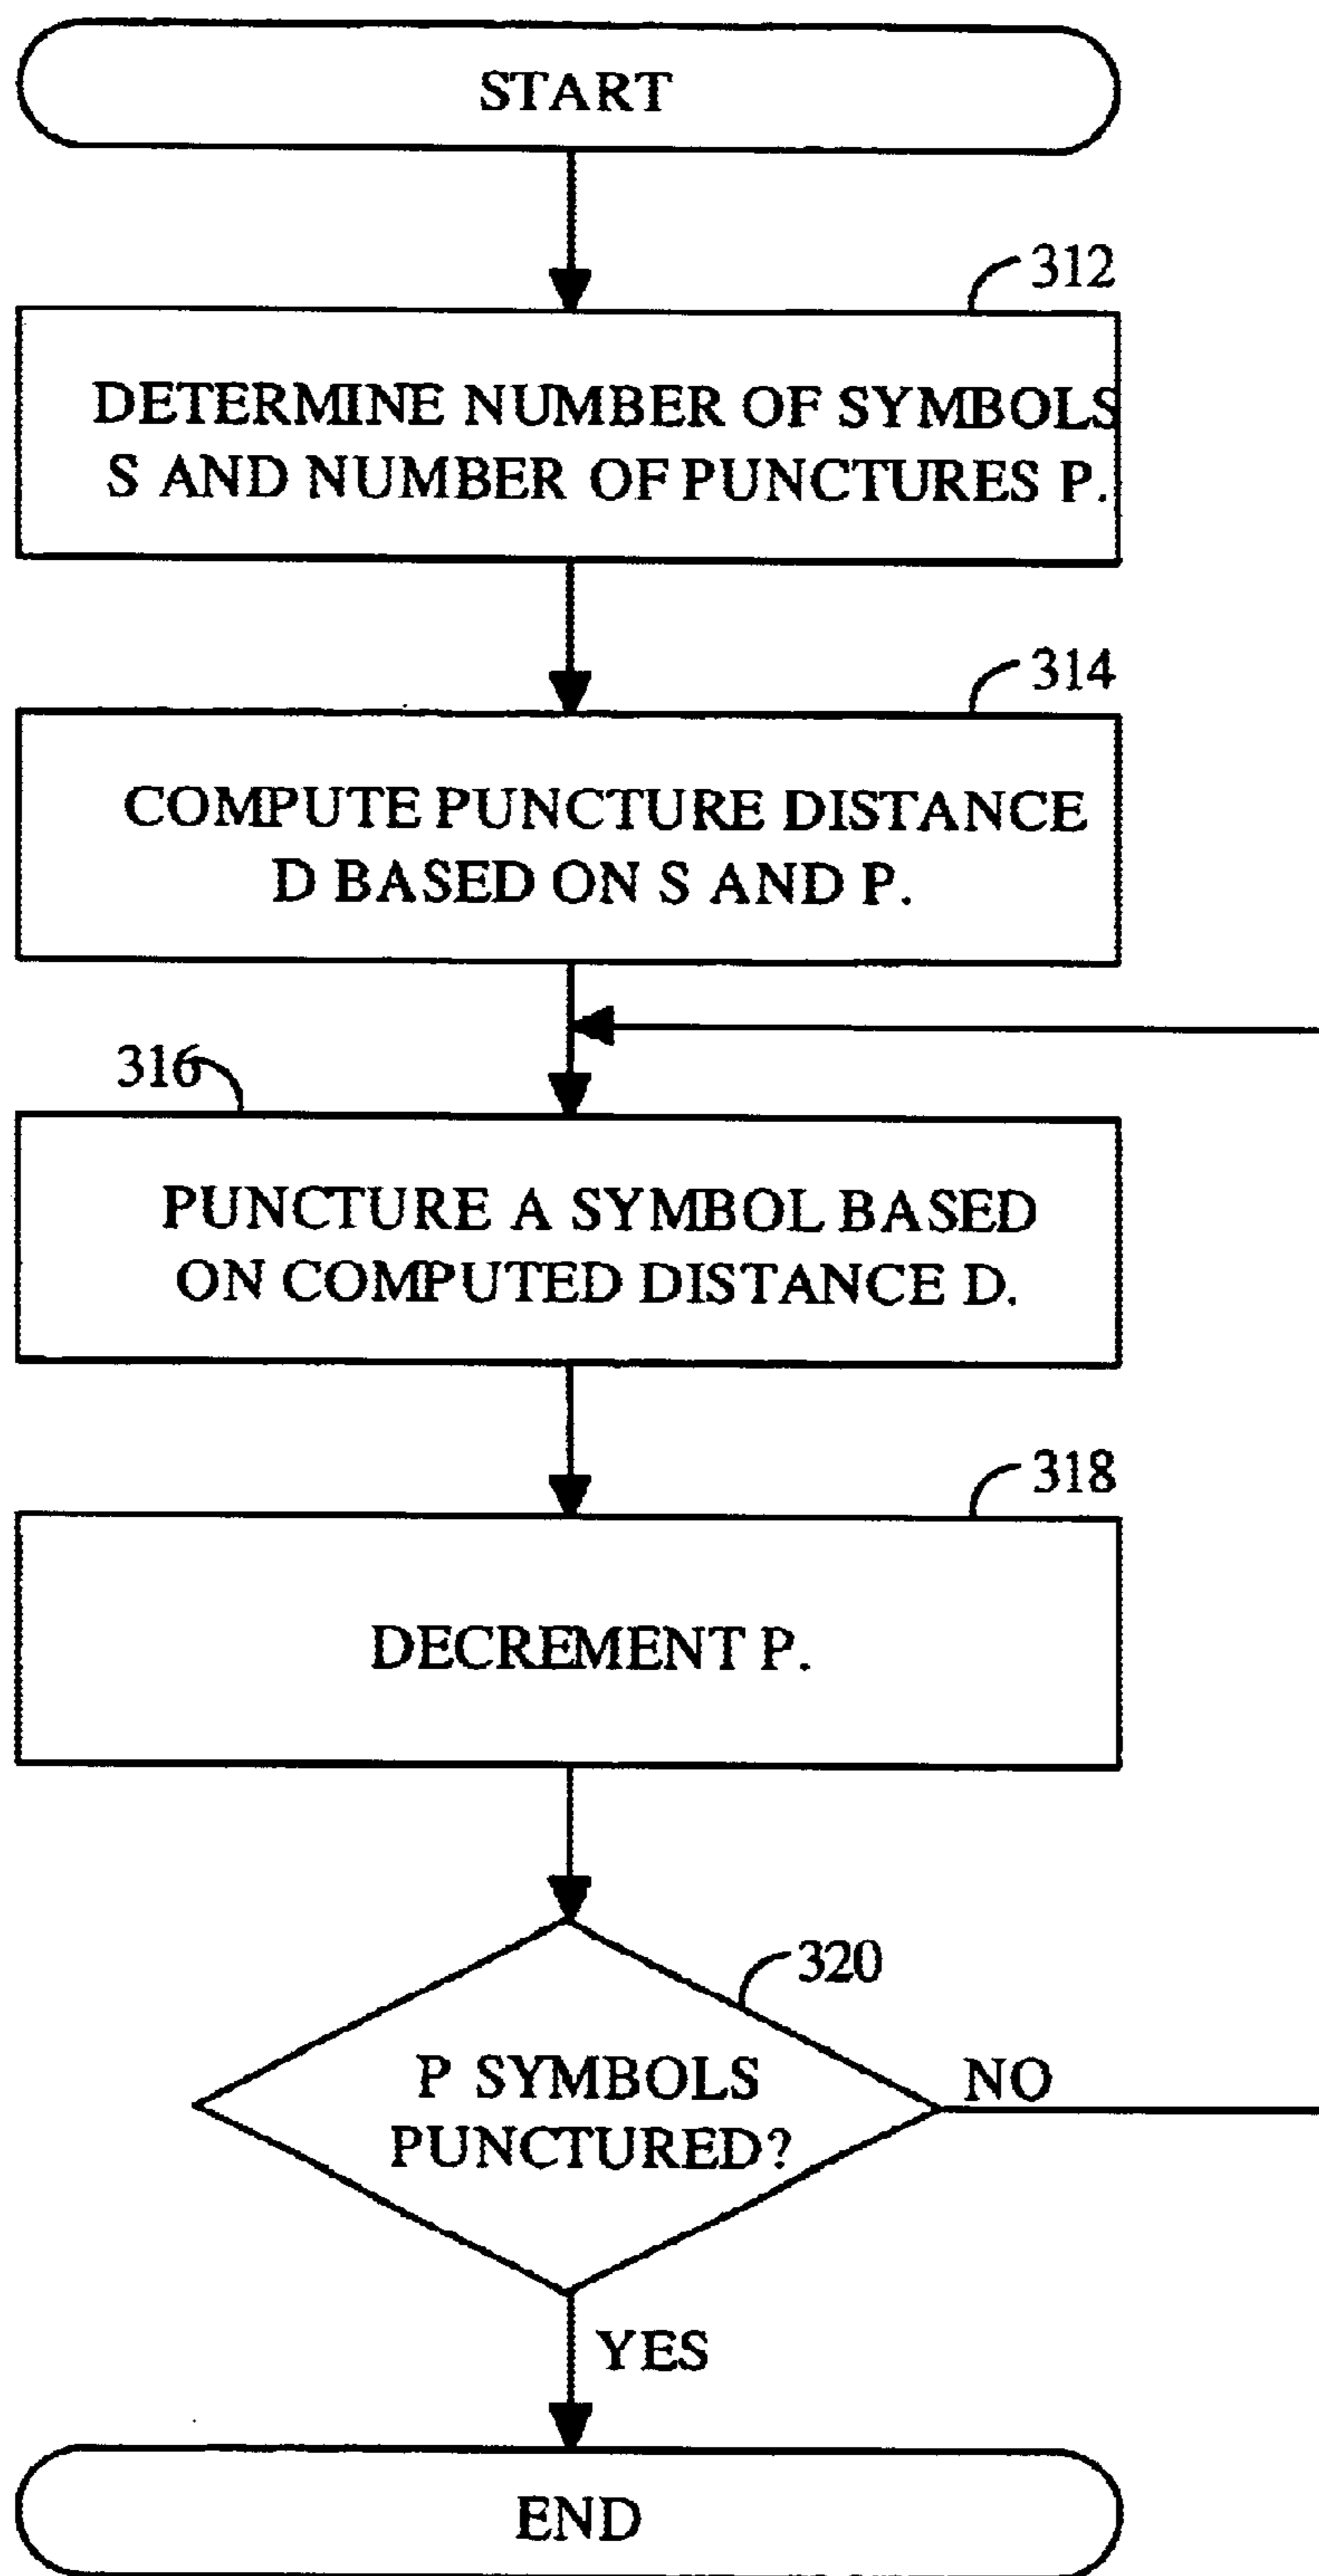 START
312
DETERMINE NUMBER OF SYMBOLS
S AND NUMBER OF PUNCTURES P.
314
COMPUTE PUNCTURE DISTANCE
D BASED ON S AND P.
316
PUNCTURE A SYMBOL BASED
ON COMPUTED DISTANCE D.
318
DECREMENT P.
320
P SYMBOLS
PUNCTURED?
NO
YES
END